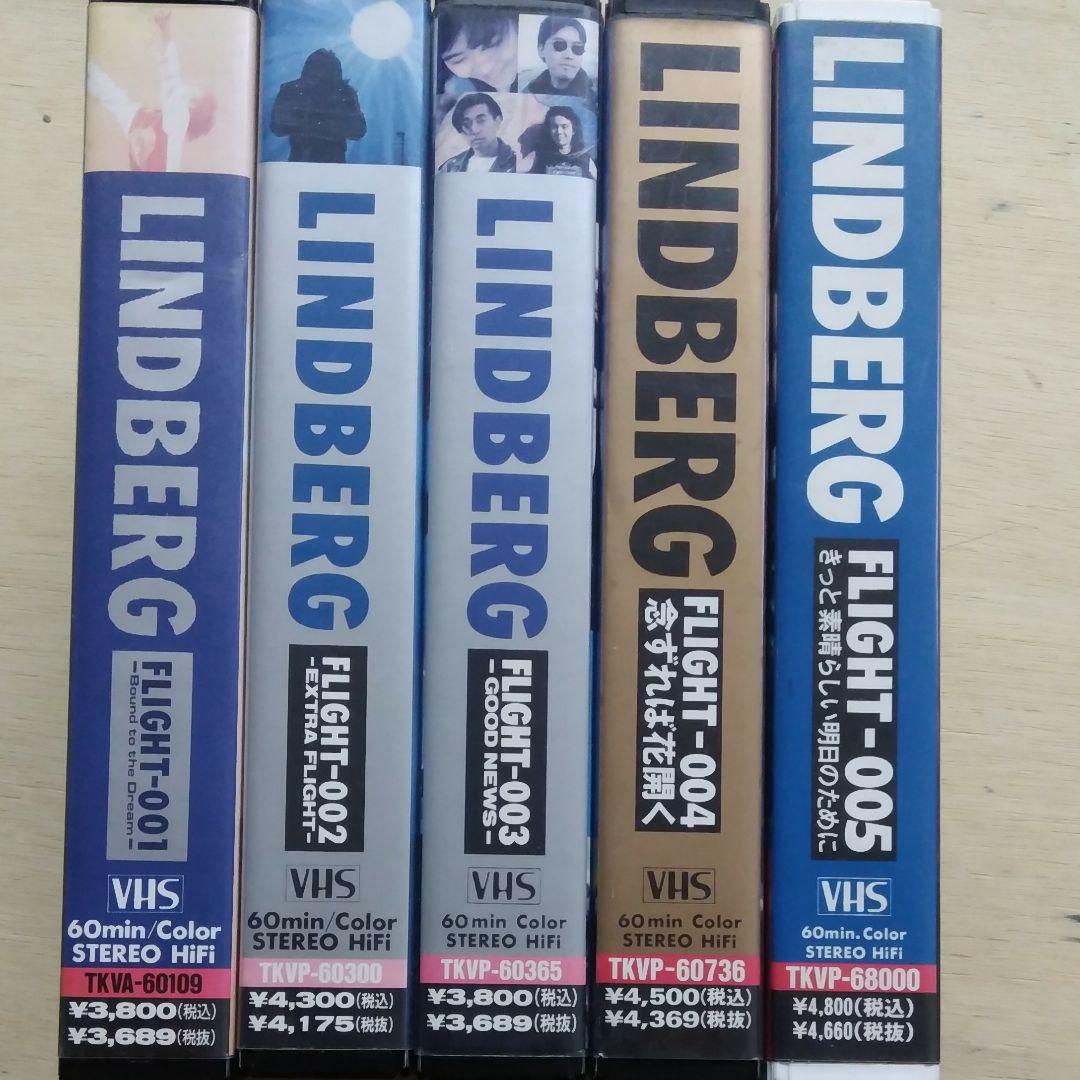 LINDBERG
FLIGHT-001
-Bound to the Dream-
VHS
60min/Color
STEREO HiFi
TKVA-60109
¥3,800(税込)
¥3,689(税抜)
LINDBERG
FLIGHT-002
-EXTRA FLIGHT-
VHS
60min/Color
STEREO HiFi
TKVP-60300
¥4,300(税込)
¥4,175(税抜)
LINDBERG
FLIGHT-003
-GOOD NEWS-
VHS
60min Color
STEREO HiFi
TKVP-60365
¥3,800(税込)
¥3,689(税抜)
LINDBERG
FLIGHT-004
念ずれば花開く
VHS
60min Color
STEREO HiFi
TKVP-60736
¥4,500(税込)
¥4,369(税抜)
LINDBERG
FLIGHT-005
きっと素晴らしい明日のために
VHS
60min.Color
STEREO HiFi
TKVP-68000
¥4,800(税込)
¥4,660(税抜)